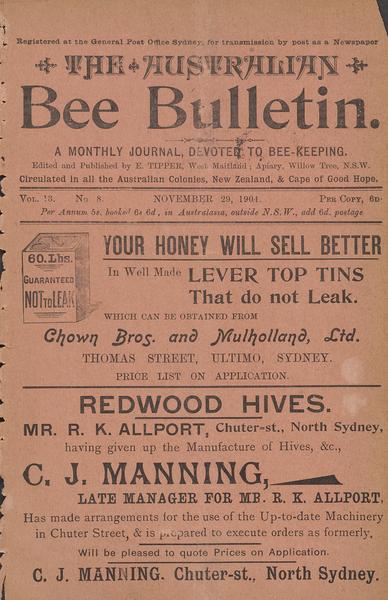 Registered at the General Post Office Sydney, for transmission by post as a Newspaper
THE AUSTRALIAN
Bee Bulletin.
A MONTHLY JOURNAL, DEVOTED TO BEE-KEEPING.
Edited and Published by E. TIPPER, West Maitland; Apiary, Willow Tree, N.S.W.
Circulated in all the Australian Colonies, New Zealand, & Cape of Good Hope.
VOL. 13. No 8. NOVEMBER 29, 1904. PER COPY, 6D.
Per Annum 5s. booked 6s 6d, in Australasia, outside N.S.W., add 6d. postage
60. Lbs.
GUARANTEED
NOT To LEAK
YOUR HONEY WILL SELL BETTER
In Well Made LEVER TOP TINS
That do not Leak.
WHICH CAN BE OBTAINED FROM
Chown Bros. and Mulholland, Ltd.
THOMAS STREET, ULTIMO, SYDNEY.
PRICE LIST ON APPLICATION.
REDWOOD HIVES.
MR. R. K. ALLPORT, Chuter-st., North Sydney,
having given up the Manufacture of Hives, &c.,
C. J. MANNING,
LATE MANAGER FOR MR. R. K. ALLPORT,
Has made arrangements for the use of the Up-to-date Machinery
in Chuter Street, & is prepared to execute orders as formerly.
Will be pleased to quote Prices on Application.
C. J. MANNING. Chuter-st., North Sydney.